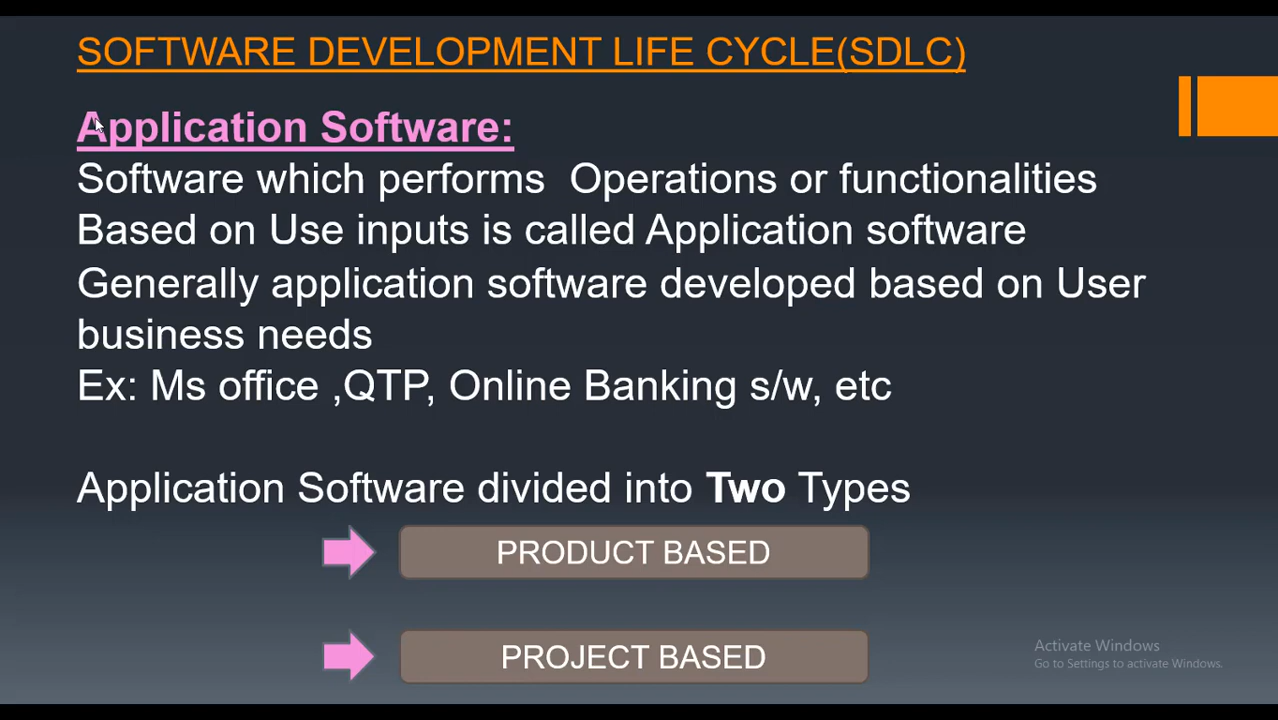 SOFTWARE DEVELOPMENT LIFE CYCLE(SDLC)
Application Software:
Software which performs  Operations or functionalities
Based on Use inputs is called Application software
Generally application software developed based on User
business needs
Ex: Ms office ,QTP, Online Banking s/w, etc
Application Software divided into Two Types
PRODUCT BASED
PROJECT BASED
Activate Windows
Go to Settings to activate Windows.